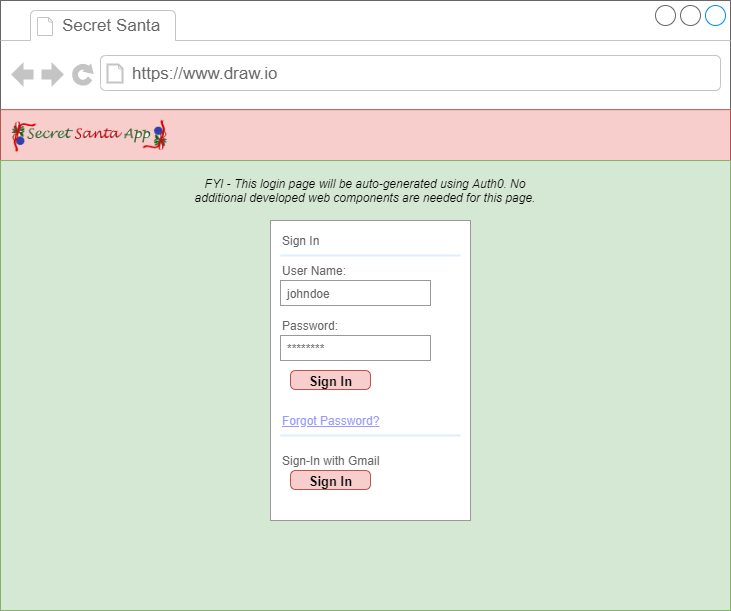 Secret Santa
https://www.draw.io
Secret Santa App
FYI - This login page will be auto-generated using Auth0. No
additional developed web components are needed for this page.
Sign In
User Name:
johndoe
Password:
********
Sign In
Forgot Password?
Sign-In with Gmail
Sign In